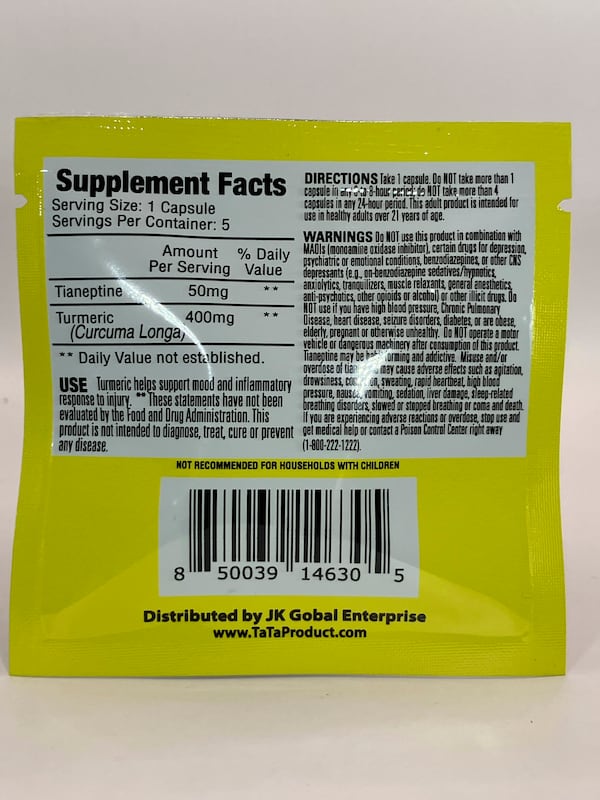 Supplement Facts
Serving Size: 1 Capsule
Servings Per Container: 5
Amount Per Serving % Daily Value
Tianeptine 50mg **
Turmeric 400mg **
(Curcuma Longa)
** Daily Value not established.
USE Turmeric helps support mood and inflammatory
response to injury. ** These statements have not been
evaluated by the Food and Drug Administration. This
product is not intended to diagnose, treat, cure or prevent
any disease.
DIRECTIONS Take 1 capsule. Do NOT take more than 1
capsule in any 6-to 8-hour period, do NOT take more than 4
capsules in any 24-hour period. This adult product is intended for
use in healthy adults over 21 years of age.
WARNINGS Do NOT use this product in combination with
MAOIs (monoamine oxidase inhibitor), certain drugs for depression,
psychiatric or emotional conditions, benzodiazepines, or other CNS
depressants (e.g., on-benzodiazepine sedatives/hypnotics,
anxiolytics, tranquilizers, muscle relaxants, general anesthetics,
anti-psychotics, other opioids or alcohol) or other illicit drugs. Do
NOT use if you have high blood pressure, Chronic Pulmonary
Disease, heart disease, seizure disorders, diabetes, or are obese,
elderly, pregnant or otherwise unhealthy. Do NOT operate a motor
vehicle or dangerous machinery after consumption of this product.
Tianeptine may be forming and addictive. Misuse and/or
overdose of may cause adverse effects such as agitation,
drowsiness, sweating, rapid heartbeat, high blood
pressure, nausea, vomiting, sedation, liver damage, sleep-related
breathing disorders, slowed or stopped breathing or coma and death.
If you are experiencing adverse reactions or overdose, stop use and
get medical help or contact a Poison Control Center right away
(1-800-222-1222).
NOT RECOMMENDED FOR HOUSEHOLDS WITH CHILDREN
8 50039 14630 5
Distributed by JK Gobal Enterprise
www.TaTaProduct.com